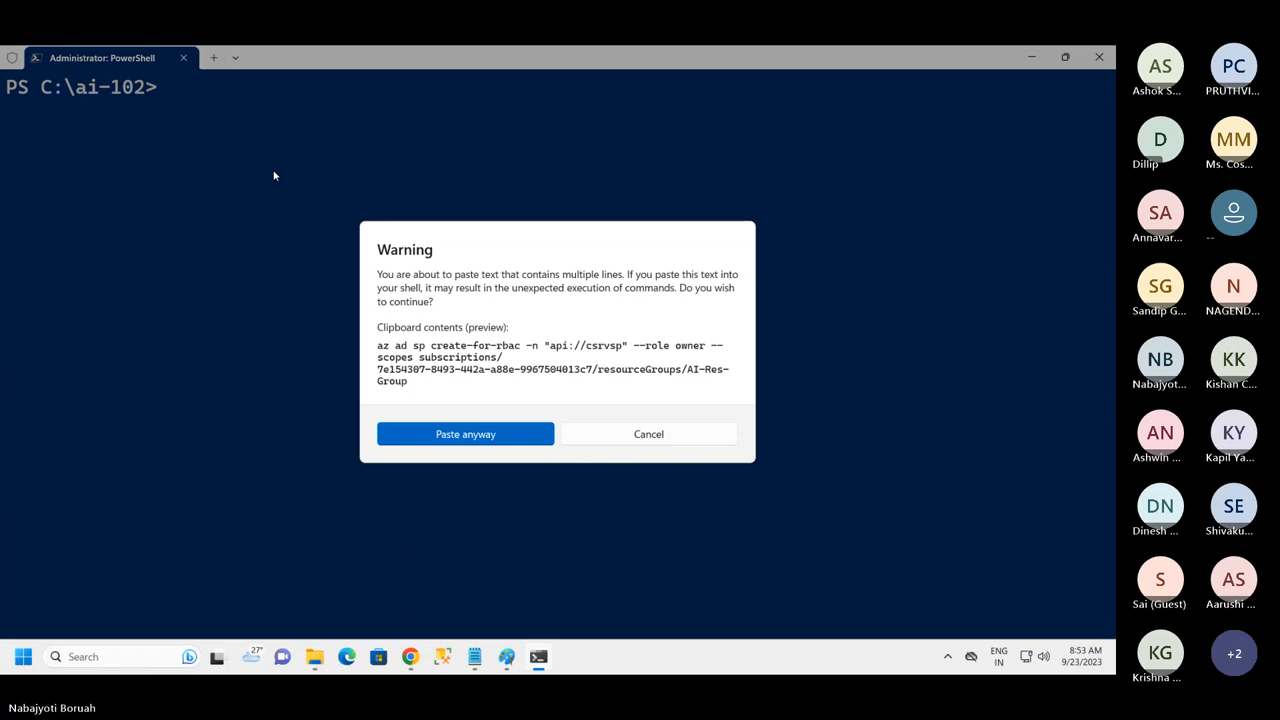 Administrator: PowerShell
PS C:\ai-102>
Warning
You are about to paste text that contains multiple lines. If you paste this text into
your shell, it may result in the unexpected execution of commands. Do you wish
to continue?
Clipboard contents (preview):
az ad sp create-for-rbac -n "api://csrvsp" --role owner --
scopes subscriptions/
7e154307-8493-442a-a88e-9967504013c7/resourceGroups/AI-Res-
Group
Paste anyway
Cancel
Search
27°
ENG
IN
8:53 AM
9/23/2023
AS
Ashok S...
PC
PRUTHVI...
D
Dillip
MM
Ms. Cos...
SA
Annavar...
--
SG
Sandip G...
N
NAGEND...
NB
Nabajyot...
KK
Kishan C...
AN
Ashwin ...
KY
Kapil Ya...
DN
Dinesh ...
SE
Shivaku...
S
Sai (Guest)
AS
Aarushi ...
KG
Krishna ...
+2
Nabajyoti Boruah